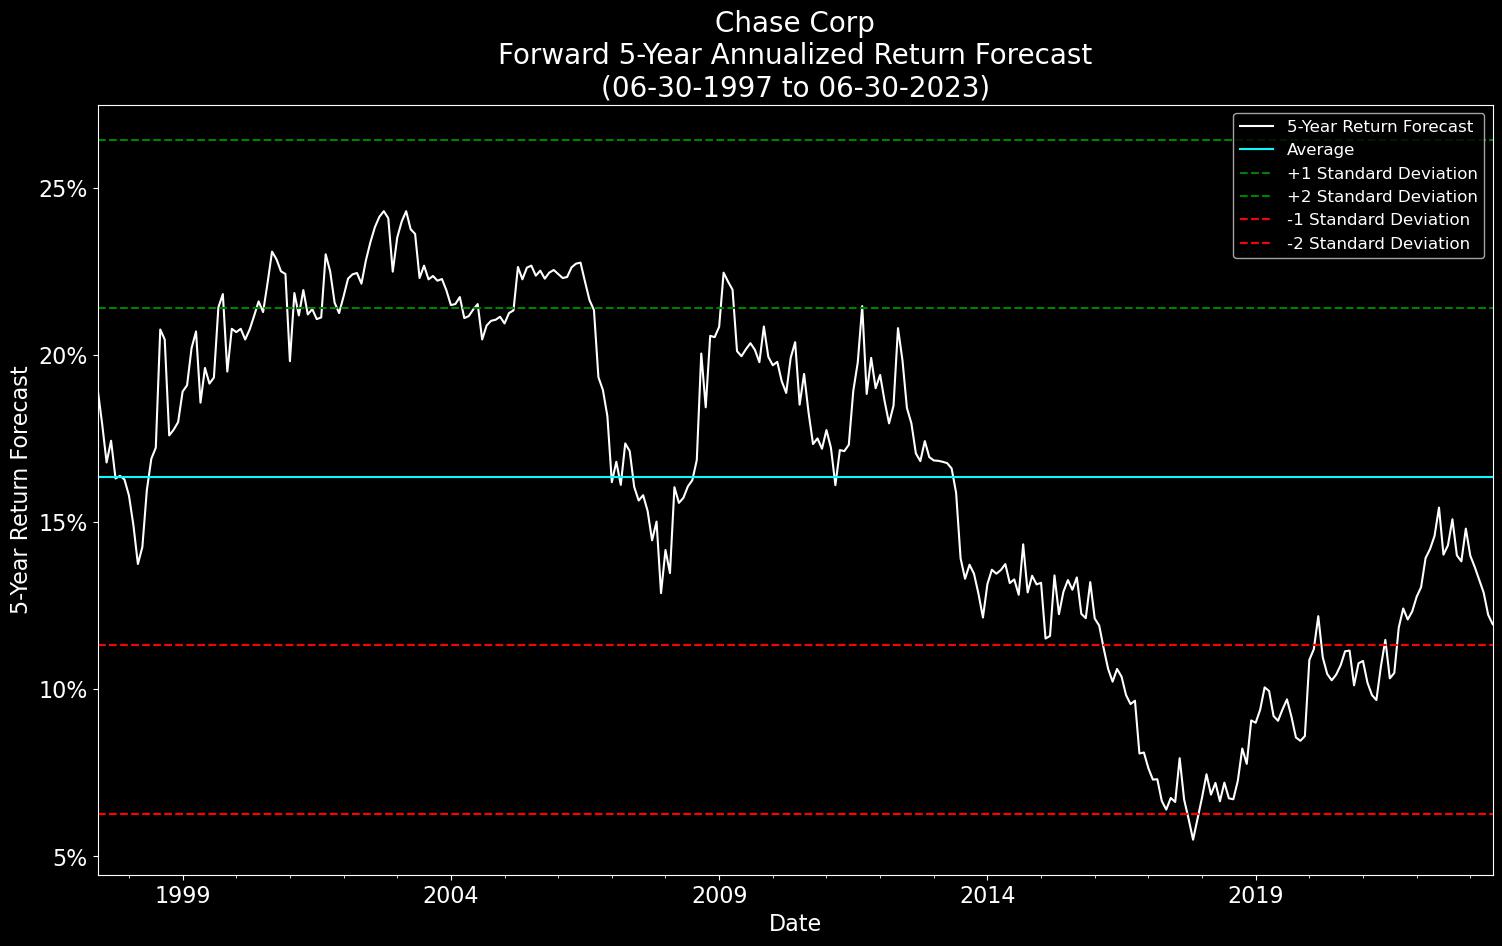 Chase Corp
Forward 5-Year Annualized Return Forecast
(06-30-1997 to 06-30-2023)
5-Year Return Forecast
Average
+1 Standard Deviation
+2 Standard Deviation
-1 Standard Deviation
-2 Standard Deviation
25%
20%
15%
10%
5%
5-Year Return Forecast
1999
2004
2009
2014
2019
Date